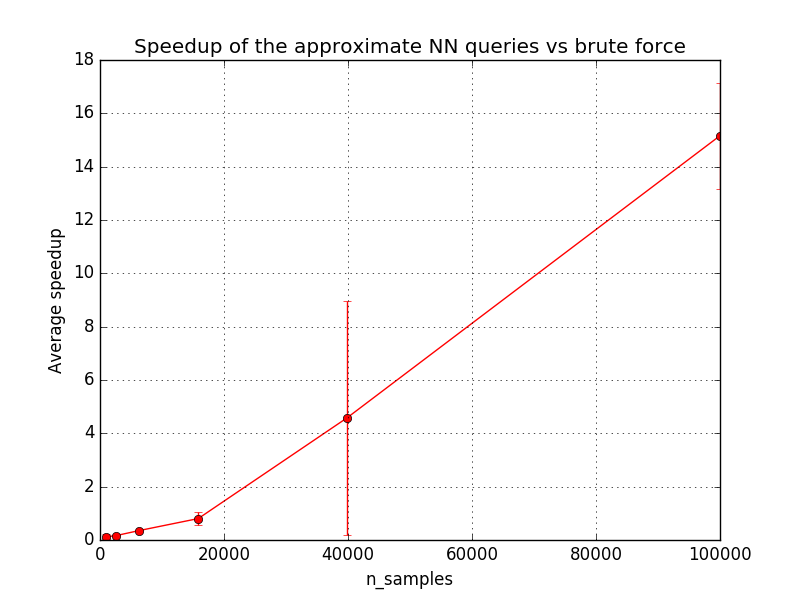 Speedup of the approximate NN queries vs brute force
18
16
14
12
10
8
6
4
2
0
Average speedup
0 20000 40000 60000 80000 100000
n_samples